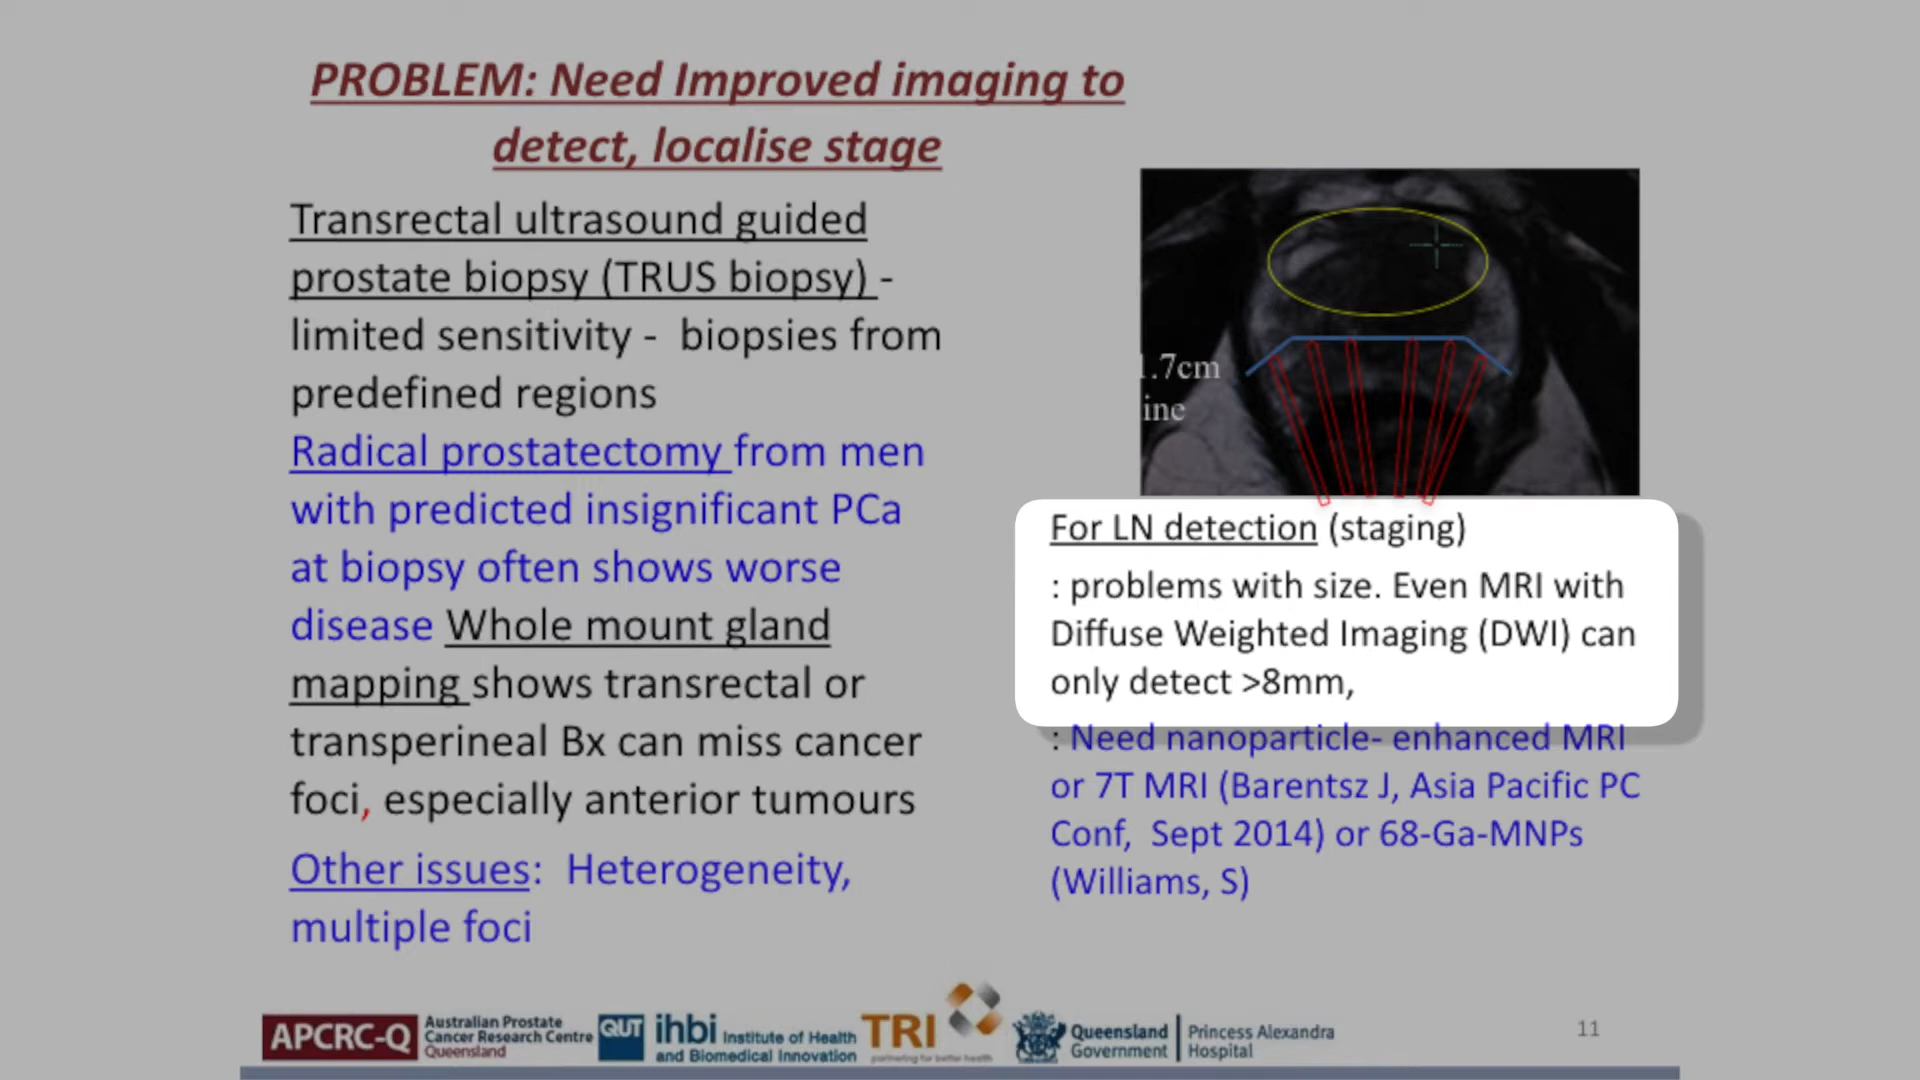 PROBLEM: Need Improved imaging to
detect, localise stage
Transrectal ultrasound guided
prostate biopsy (TRUS biopsy) -
limited sensitivity - biopsies from
predefined regions
Radical prostatectomy from men
with predicted insignificant PCa
at biopsy often shows worse
disease Whole mount gland
mapping shows transrectal or
transperineal Bx can miss cancer
foci, especially anterior tumours
Other issues: Heterogeneity,
multiple foci
1.7cm
ine
For LN detection (staging)
: problems with size. Even MRI with
Diffuse Weighted Imaging (DWI) can
only detect >8mm,
: Need nanoparticle- enhanced MRI
or 7T MRI (Barentsz J, Asia Pacific PC
Conf, Sept 2014) or 68-Ga-MNPs
(Williams, S)
APCRC-Q
Australian Prostate
Cancer Research Centre
Queensland
QUT
ihbi Institute of Health
and Biomedical Innovation
TRI
partnering for better health
Queensland
Government
Princess Alexandra
Hospital
11